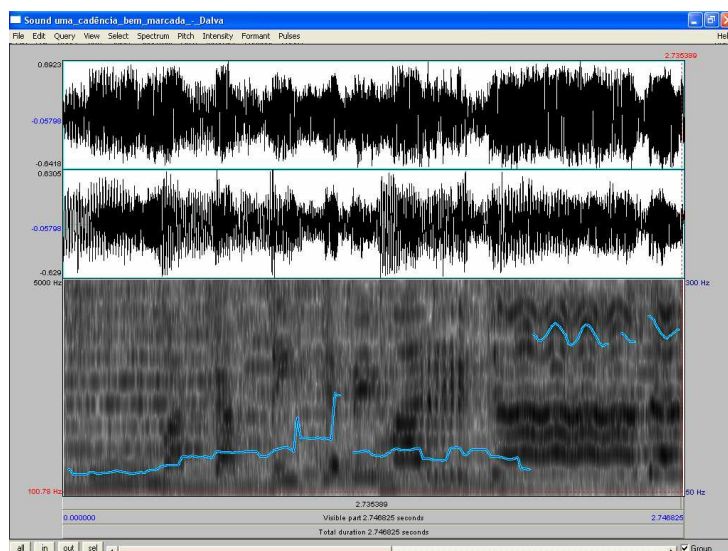 Sound uma_cadência_bem_marcada_-_Dalva
File Edit Query View Select Spectrum Pitch Intensity Formant Pulses Hel
2.735389
0.6923
-0.05798
-0.6418
0.6305
-0.05798
-0.629
5000 Hz 300 Hz
100.78 Hz 50 Hz
2.735389
0.000000 Visible part 2.746825 seconds 2.746825
Total duration 2.746825 seconds
all in out sel Group